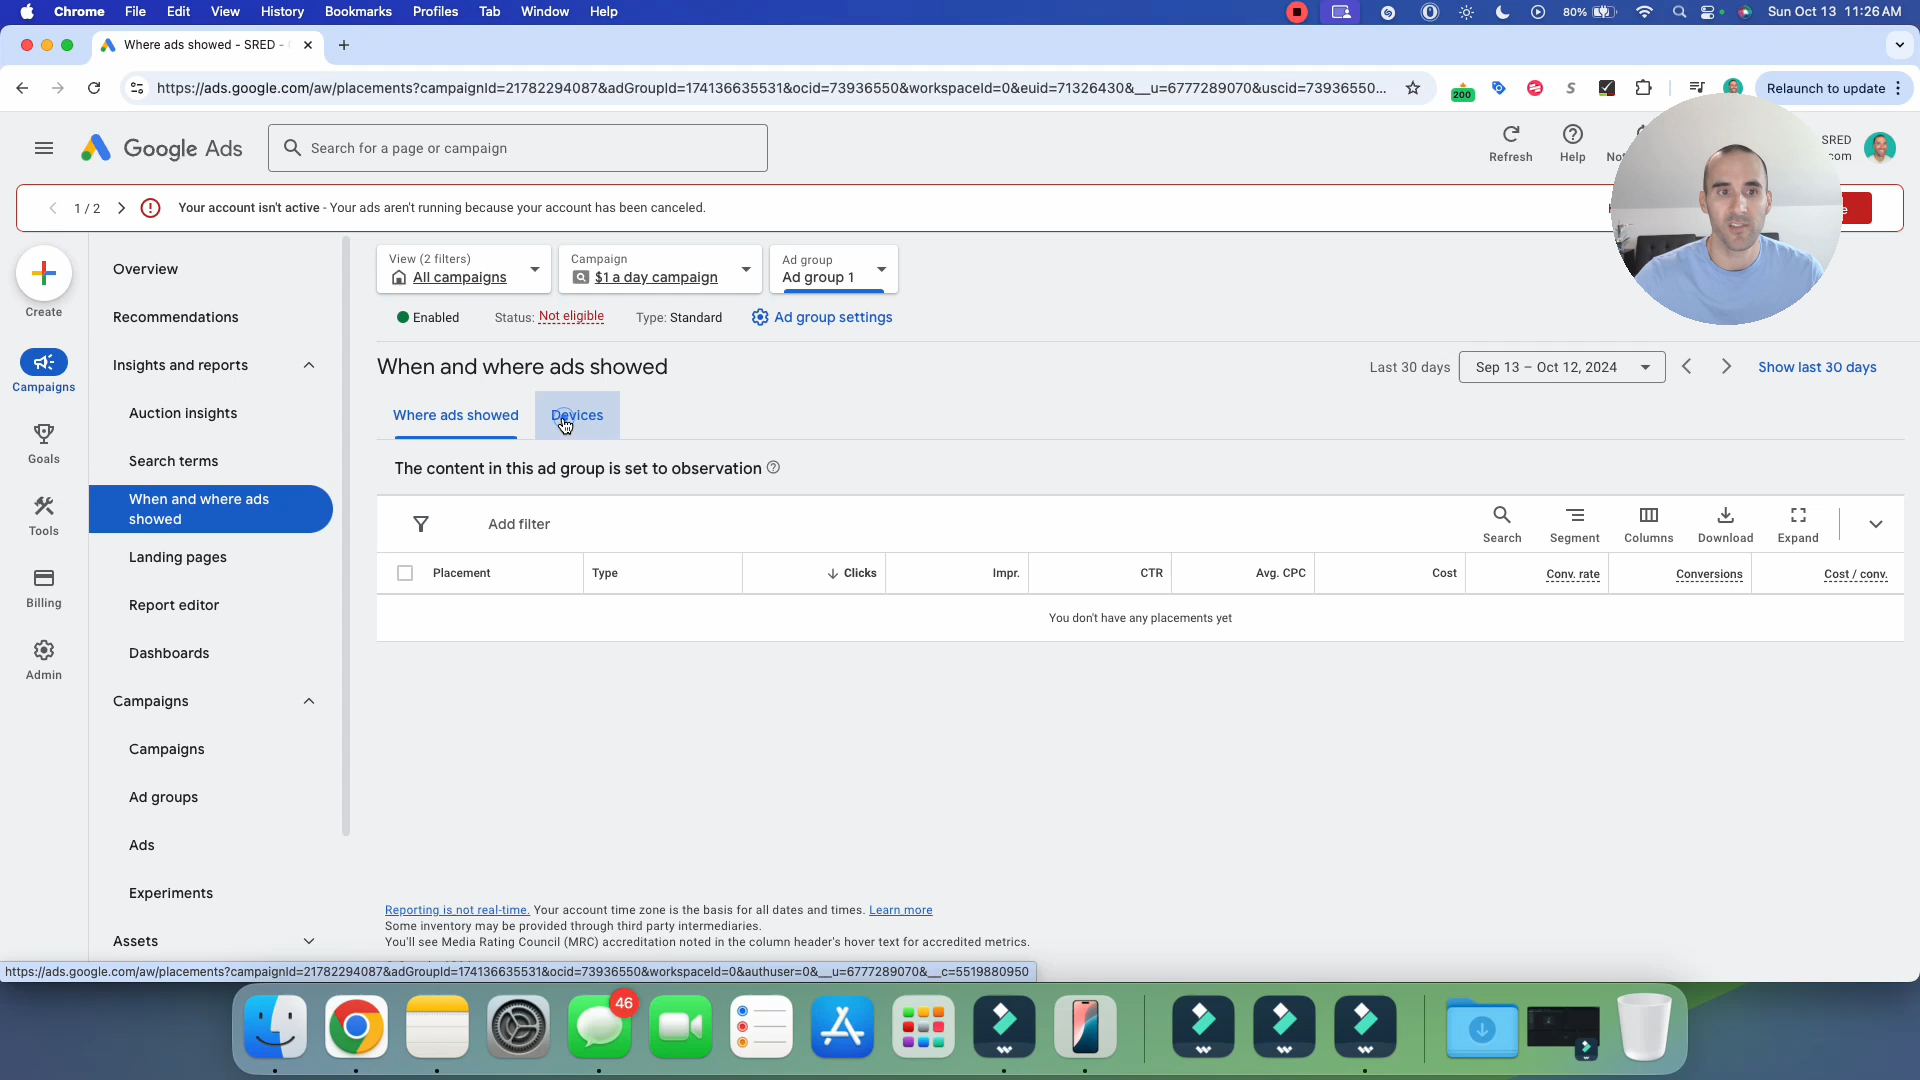 Chrome File Edit View History Bookmarks Profiles Tab Window Help
80% Sun Oct 13 11:26 AM
Where ads showed - SRED -
https://ads.google.com/aw/placements?campaignId=21782294087&adGroupId=174136635531&ocid=73936550&workspaceId=0&euid=71326430&__u=6777289070&uscid=73936550...
200
Relaunch to update
Google Ads
Search for a page or campaign
Refresh
Help
SRED
1 / 2
Your account isn't active - Your ads aren't running because your account has been canceled.
Create
Campaigns
Goals
Tools
Billing
Admin
Overview
Recommendations
Insights and reports
Auction insights
Search terms
When and where ads
showed
Landing pages
Report editor
Dashboards
Campaigns
Campaigns
Ad groups
Ads
Experiments
Assets
View (2 filters)
All campaigns
Campaign
$1 a day campaign
Ad group
Ad group 1
Enabled Status: Not eligible Type: Standard Ad group settings
When and where ads showed
Last 30 days Sep 13 – Oct 12, 2024 Show last 30 days
Where ads showed Devices
The content in this ad group is set to observation
Add filter
Search Segment Columns Download Expand
Placement Type Clicks Impr. CTR Avg. CPC Cost Conv. rate Conversions Cost / conv.
You don't have any placements yet
Reporting is not real-time. Your account time zone is the basis for all dates and times. Learn more
Some inventory may be provided through third party intermediaries.
You'll see Media Rating Council (MRC) accreditation noted in the column header's hover text for accredited metrics.
https://ads.google.com/aw/placements?campaignId=21782294087&adGroupId=174136635531&ocid=73936550&workspaceId=0&authuser=0&__u=6777289070&__c=5519880950
46